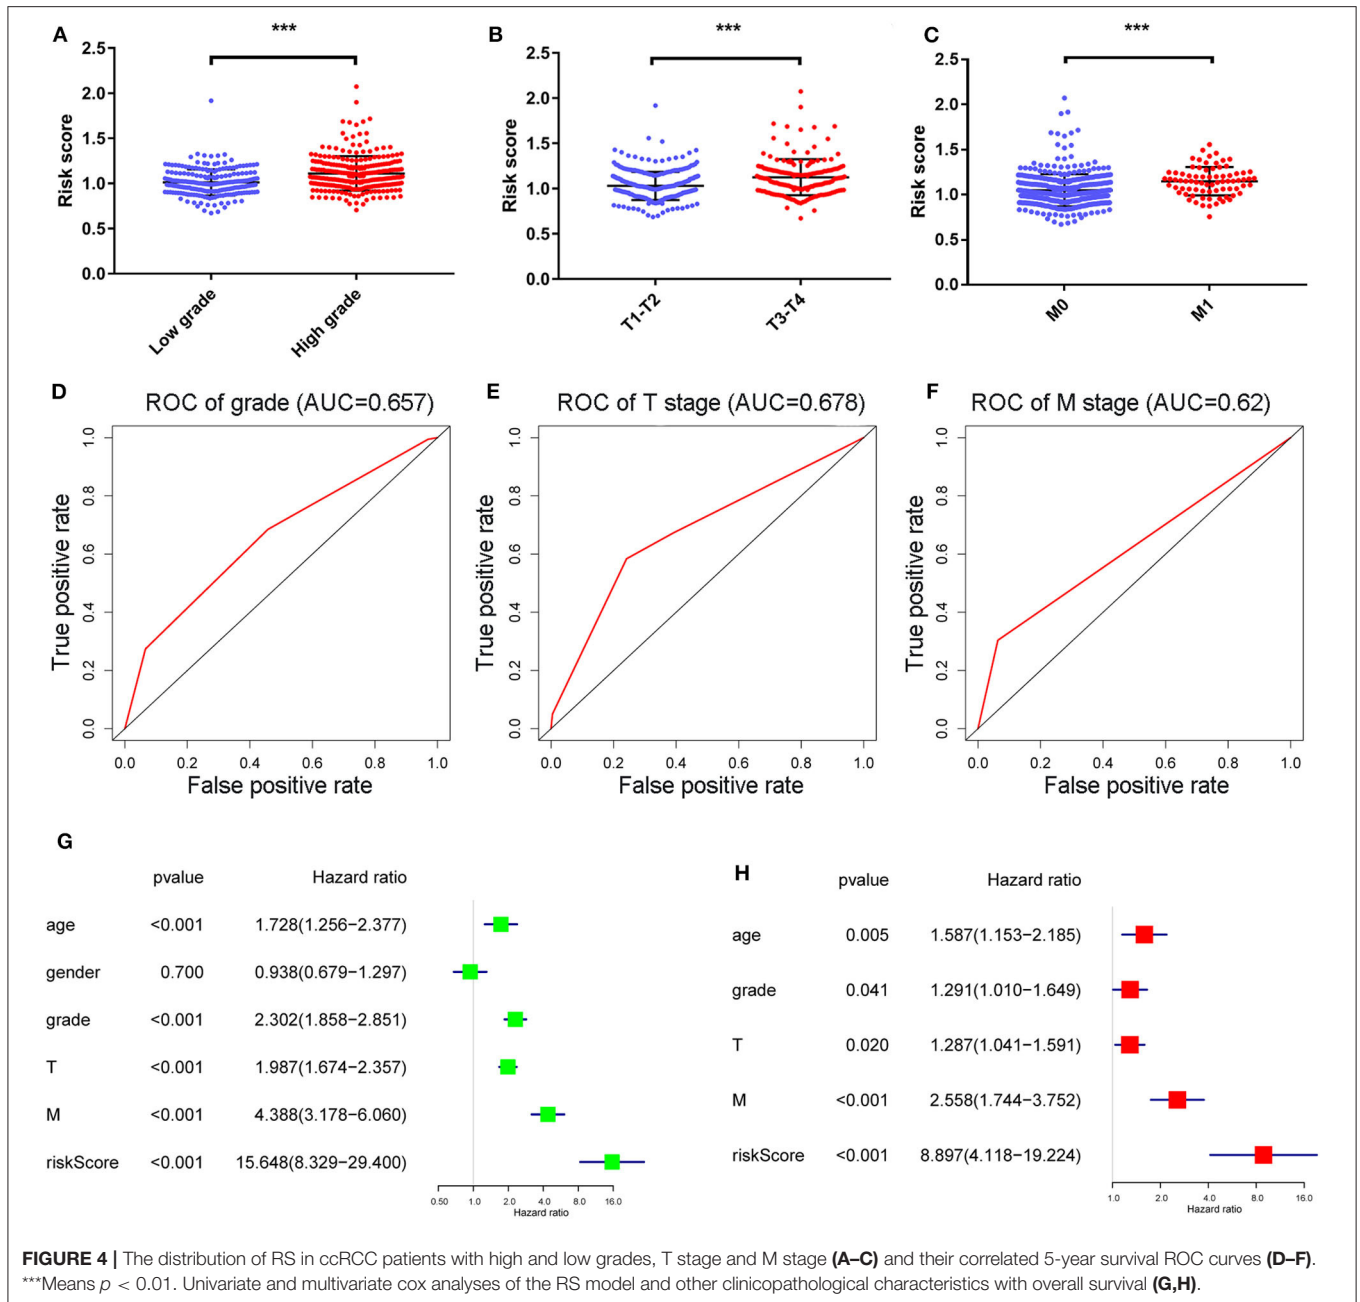 A
***
2.5
2.0
1.5
1.0
0.5
0.0
Risk score
Low grade
High grade
B
***
2.5
2.0
1.5
1.0
0.5
0.0
Risk score
T1-T2
T3-T4
C
***
2.5
2.0
1.5
1.0
0.5
0.0
Risk score
M0
M1
D
ROC of grade (AUC=0.657)
True positive rate
1.0
0.8
0.6
0.4
0.2
0.0
0.0 0.2 0.4 0.6 0.8 1.0
False positive rate
E
ROC of T stage (AUC=0.678)
True positive rate
1.0
0.8
0.6
0.4
0.2
0.0
0.0 0.2 0.4 0.6 0.8 1.0
False positive rate
F
ROC of M stage (AUC=0.62)
True positive rate
1.0
0.8
0.6
0.4
0.2
0.0
0.0 0.2 0.4 0.6 0.8 1.0
False positive rate
G
pvalue Hazard ratio
age <0.001 1.728(1.256−2.377)
gender 0.700 0.938(0.679−1.297)
grade <0.001 2.302(1.858−2.851)
T <0.001 1.987(1.674−2.357)
M <0.001 4.388(3.178−6.060)
riskScore <0.001 15.648(8.329−29.400)
0.50 1.0 2.0 4.0 8.0 16.0
Hazard ratio
H
pvalue Hazard ratio
age 0.005 1.587(1.153−2.185)
grade 0.041 1.291(1.010−1.649)
T 0.020 1.287(1.041−1.591)
M <0.001 2.558(1.744−3.752)
riskScore <0.001 8.897(4.118−19.224)
1.0 2.0 4.0 8.0 16.0
Hazard ratio
FIGURE 4 | The distribution of RS in ccRCC patients with high and low grades, T stage and M stage (A–C) and their correlated 5-year survival ROC curves (D–F).
***Means p < 0.01. Univariate and multivariate cox analyses of the RS model and other clinicopathological characteristics with overall survival (G,H).